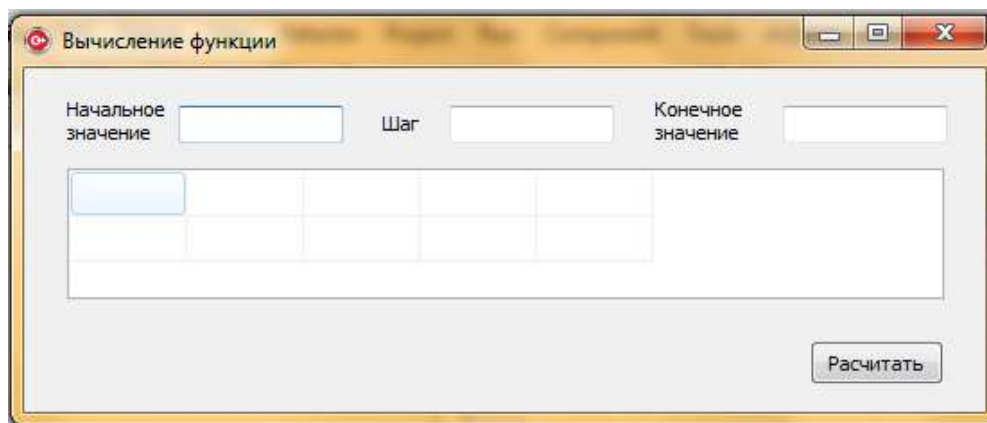 Вычисление функции
Начальное
значение
Шаг
Конечное
значение
Расчитать